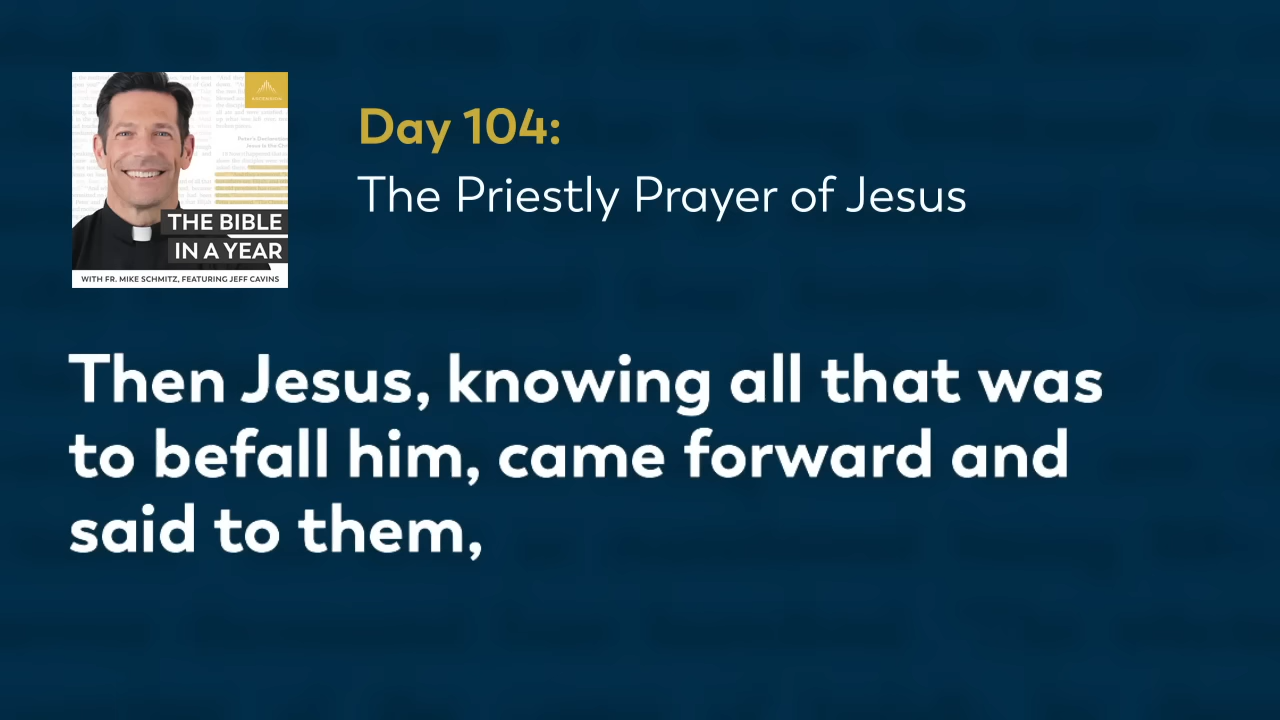 THE BIBLE
IN A YEAR
WITH FR. MIKE SCHMITZ, FEATURING JEFF CAVINS
Day 104:
The Priestly Prayer of Jesus
Then Jesus, knowing all that was
to befall him, came forward and
said to them,